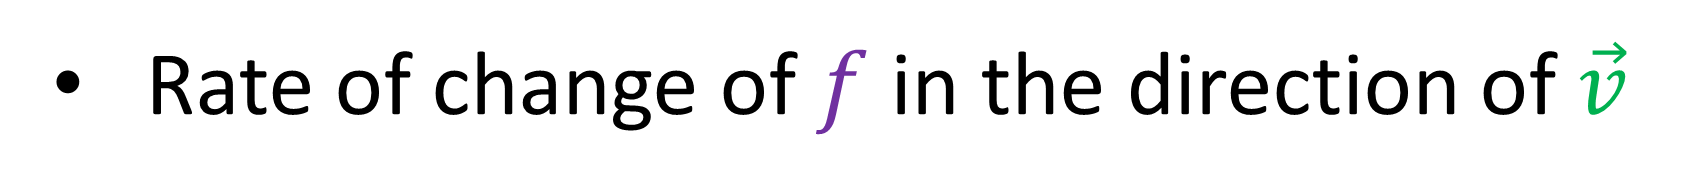 • Rate of change of f in the direction of v⃗